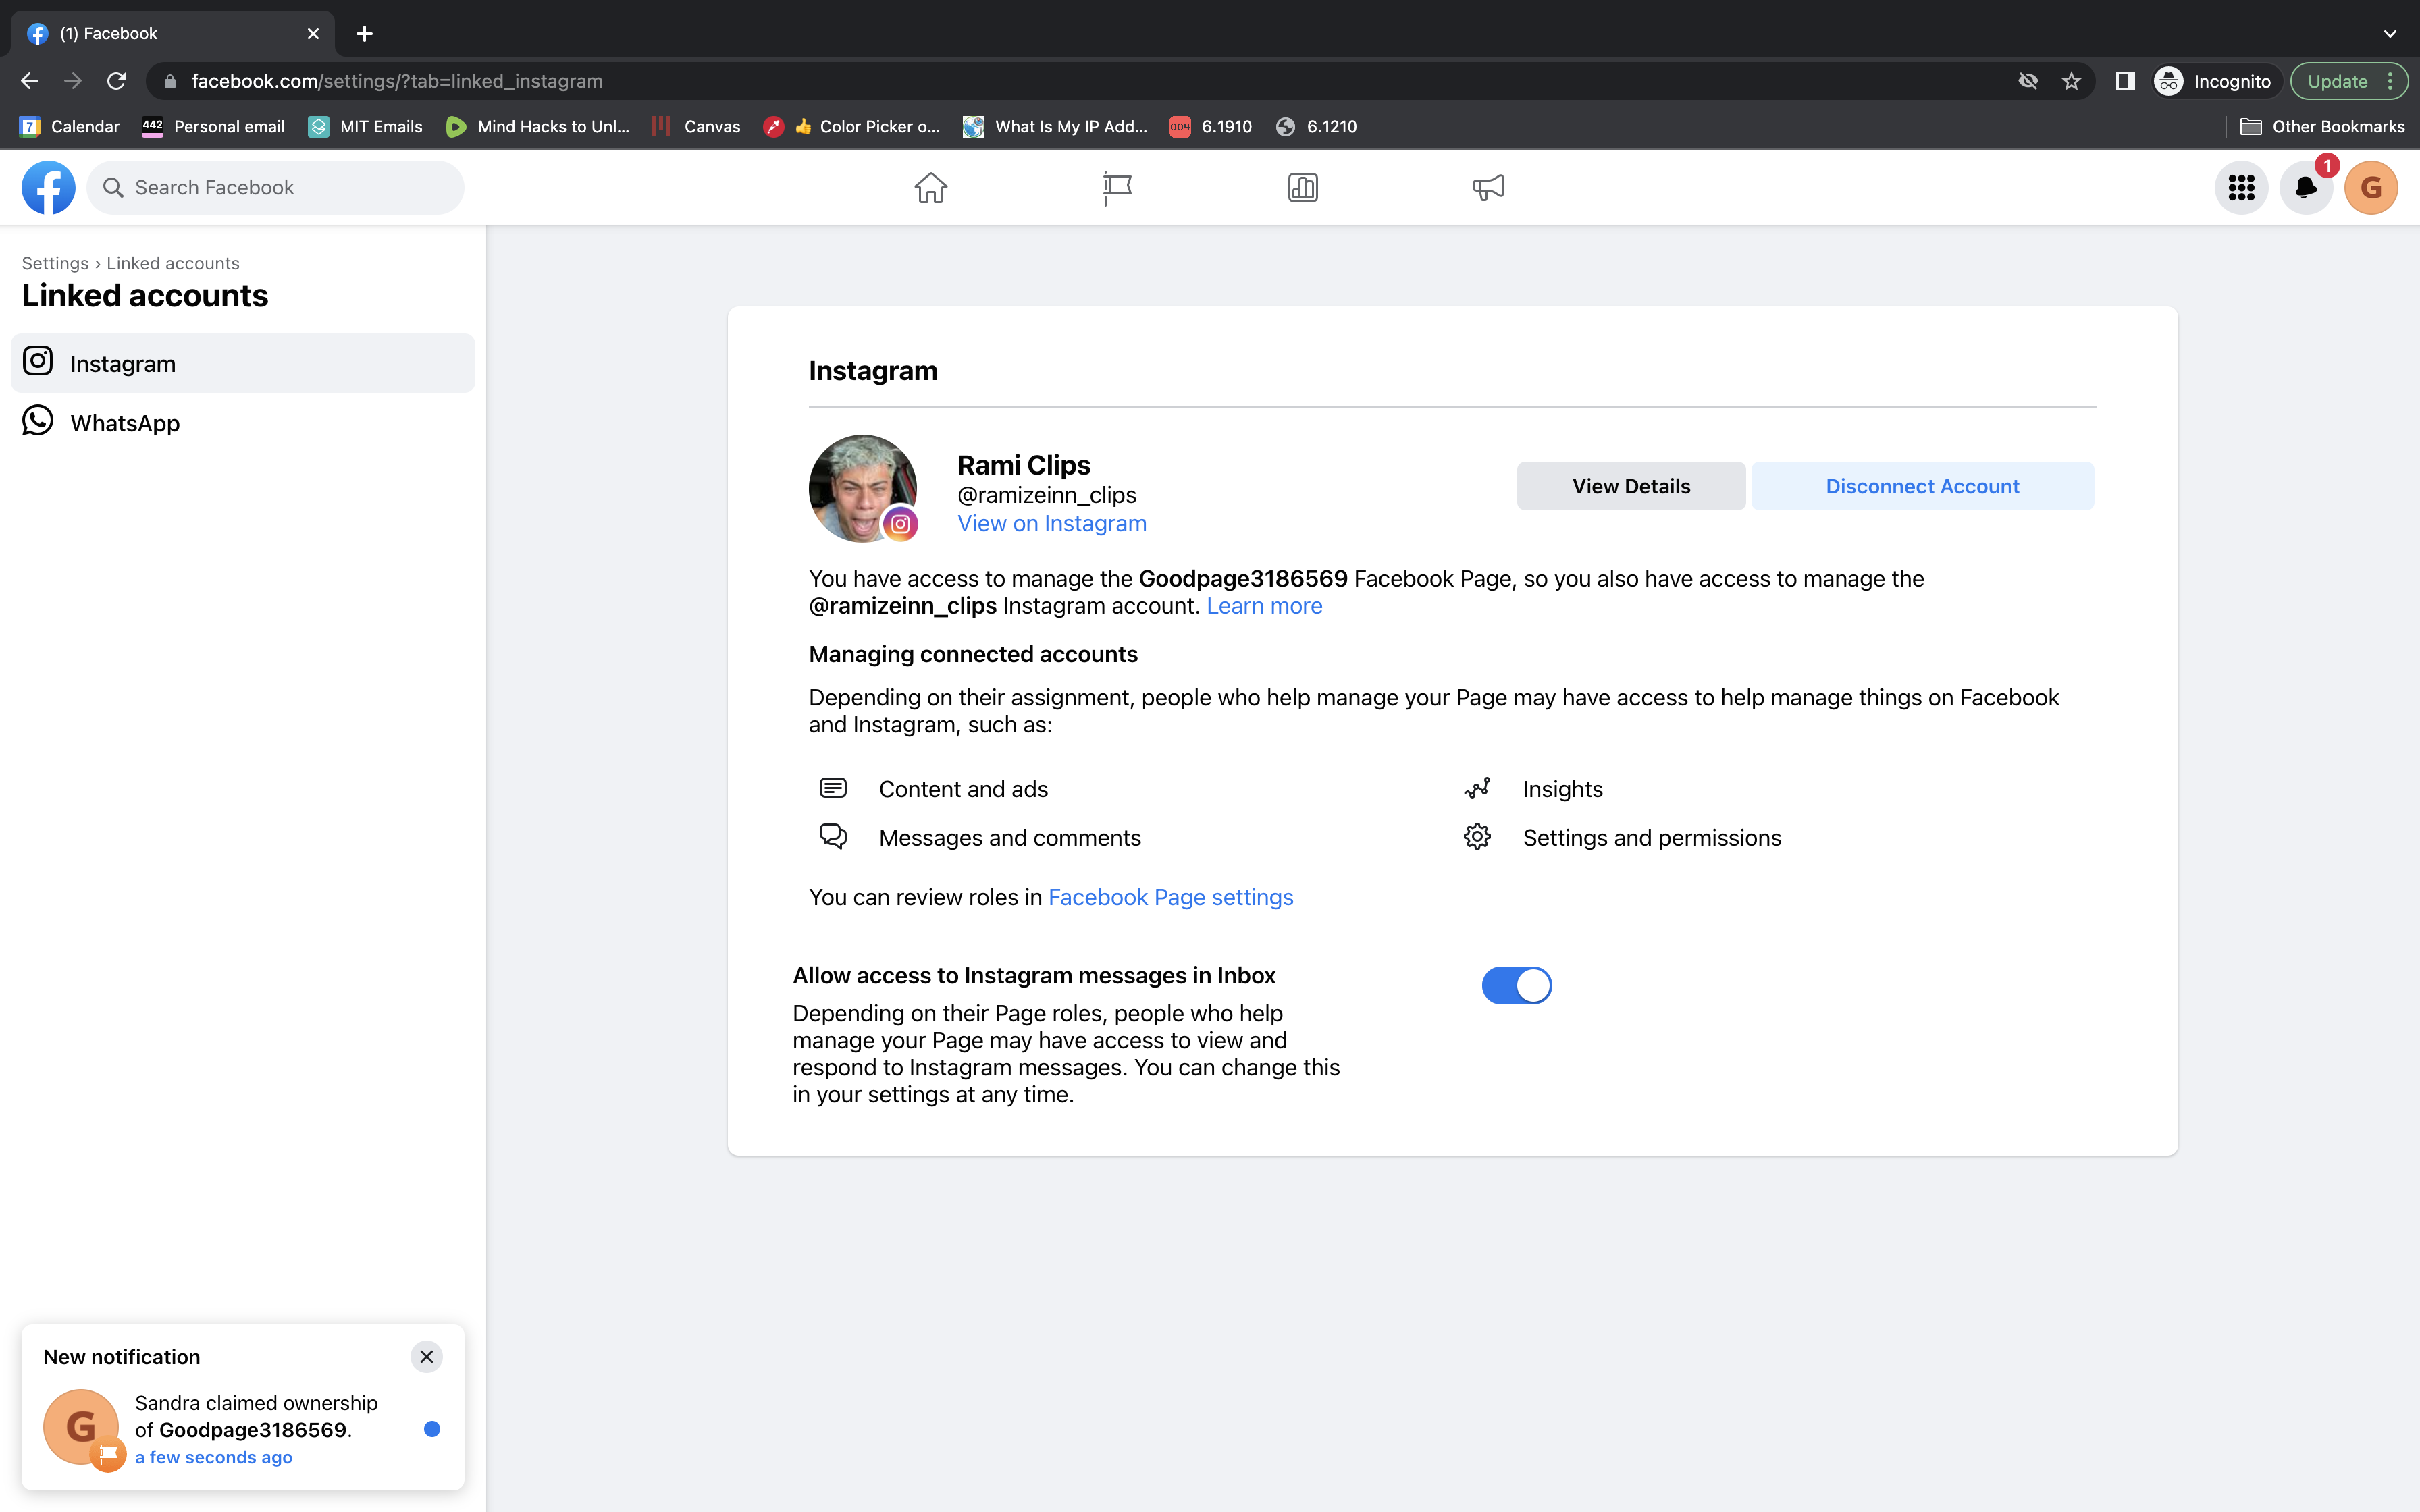 (1) Facebook
facebook.com/settings/?tab=linked_instagram
Incognito
Update
7 Calendar
442 Personal email
MIT Emails
Mind Hacks to Unl...
Canvas
👍 Color Picker o...
What Is My IP Add...
004 6.1910
6.1210
Other Bookmarks
Search Facebook
1
G
Settings › Linked accounts
Linked accounts
Instagram
WhatsApp
Instagram
Rami Clips
@ramizeinn_clips
View on Instagram
View Details
Disconnect Account
You have access to manage the Goodpage3186569 Facebook Page, so you also have access to manage the
@ramizeinn_clips Instagram account. Learn more
Managing connected accounts
Depending on their assignment, people who help manage your Page may have access to help manage things on Facebook
and Instagram, such as:
Content and ads
Insights
Messages and comments
Settings and permissions
You can review roles in Facebook Page settings
Allow access to Instagram messages in Inbox
Depending on their Page roles, people who help
manage your Page may have access to view and
respond to Instagram messages. You can change this
in your settings at any time.
New notification
G
Sandra claimed ownership
of Goodpage3186569.
a few seconds ago